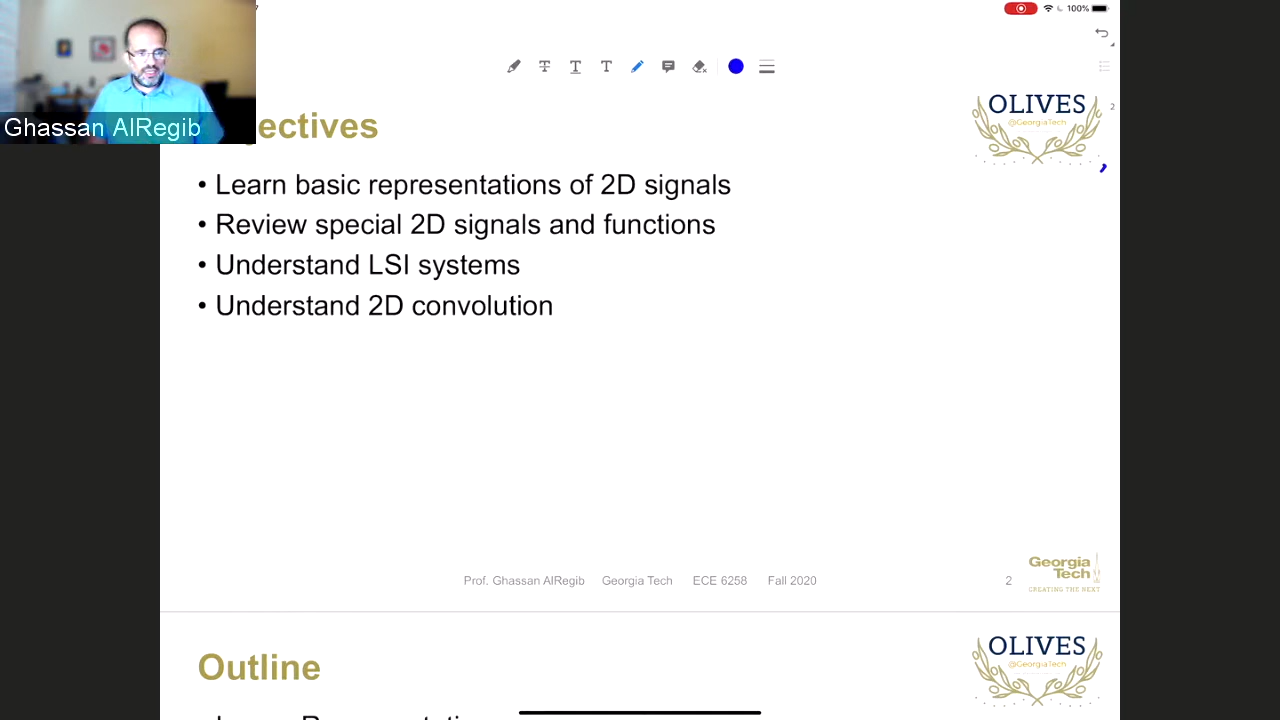 100%
T T T
OLIVES
@GeorgiaTech
2
Ghassan AlRegib
ectives
• Learn basic representations of 2D signals
• Review special 2D signals and functions
• Understand LSI systems
• Understand 2D convolution
Prof. Ghassan AlRegib Georgia Tech ECE 6258 Fall 2020
2
Georgia
Tech
CREATING THE NEXT
OLIVES
@GeorgiaTech
Outline